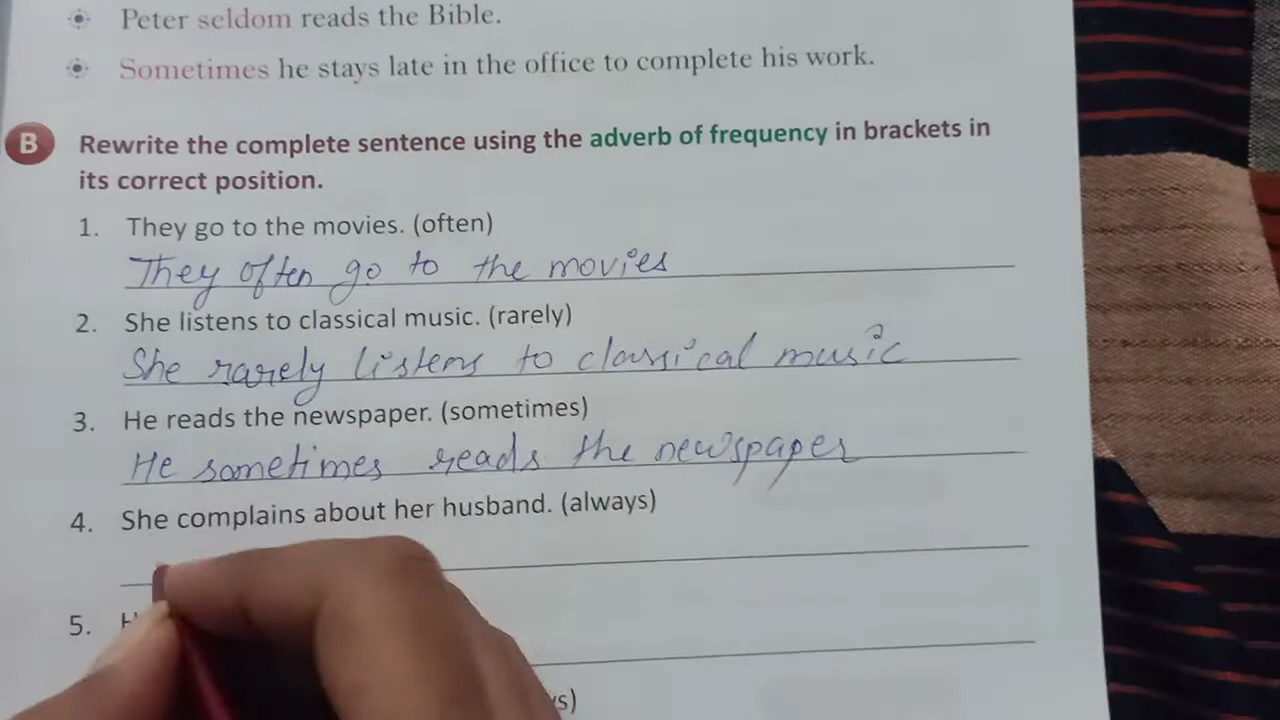 Peter seldom reads the Bible.
Sometimes he stays late in the office to complete his work.
B Rewrite the complete sentence using the adverb of frequency in brackets in
its correct position.
1. They go to the movies. (often)
They often go to the movies
2. She listens to classical music. (rarely)
She rarely listens to classical music
3. He reads the newspaper. (sometimes)
He sometimes reads the newspaper
4. She complains about her husband. (always)
5.